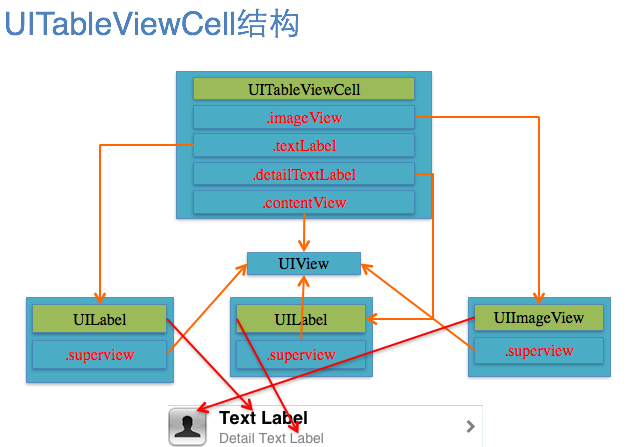 UITableViewCell结构
UITableViewCell
.imageView
.textLabel
.detailTextLabel
.contentView
UIView
UILabel
.superview
UILabel
.superview
UIImageView
.superview
Text Label
Detail Text Label